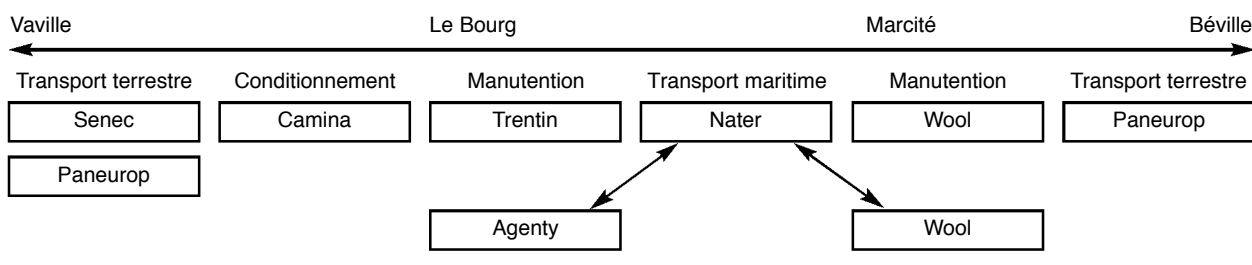 Vaville Le Bourg Marcité Béville
Transport terrestre Conditionnement Manutention Transport maritime Manutention Transport terrestre
Senec Camina Trentin Nater Wool Paneurop
Paneurop
Agenty Wool